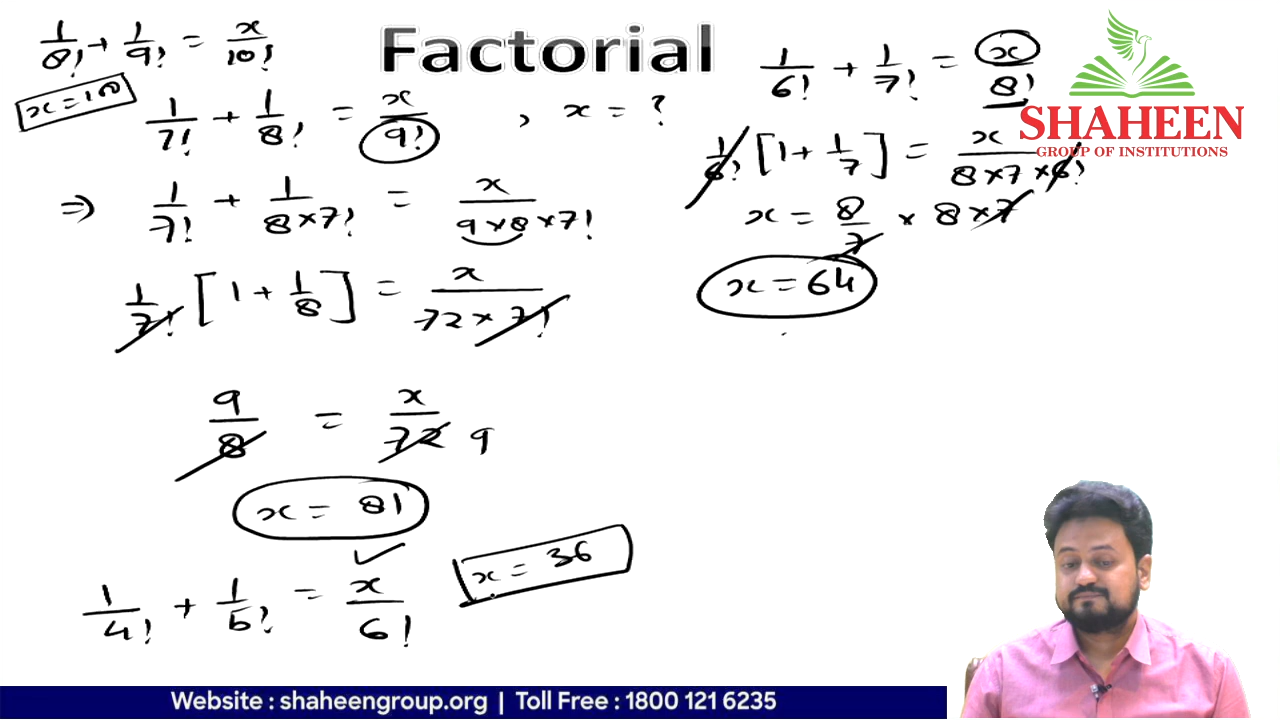 1/8! + 1/9! = x/10!
x = 100
Factorial
1/7! + 1/8! = x/9! , x = ?
⇒ 1/7! + 1/8×7! = x/9×8×7!
1/7! [1 + 1/8] = x/72×7!
9/8 = x/72 9
x = 81
1/4! + 1/5! = x/6!
x = 36
1/6! + 1/7! = x/8!
1/6! [1 + 1/7] = x/8×7×6!
x = 8/7 × 8×7
x = 64
SHAHEEN
GROUP OF INSTITUTIONS
Website : shaheengroup.org | Toll Free : 1800 121 6235